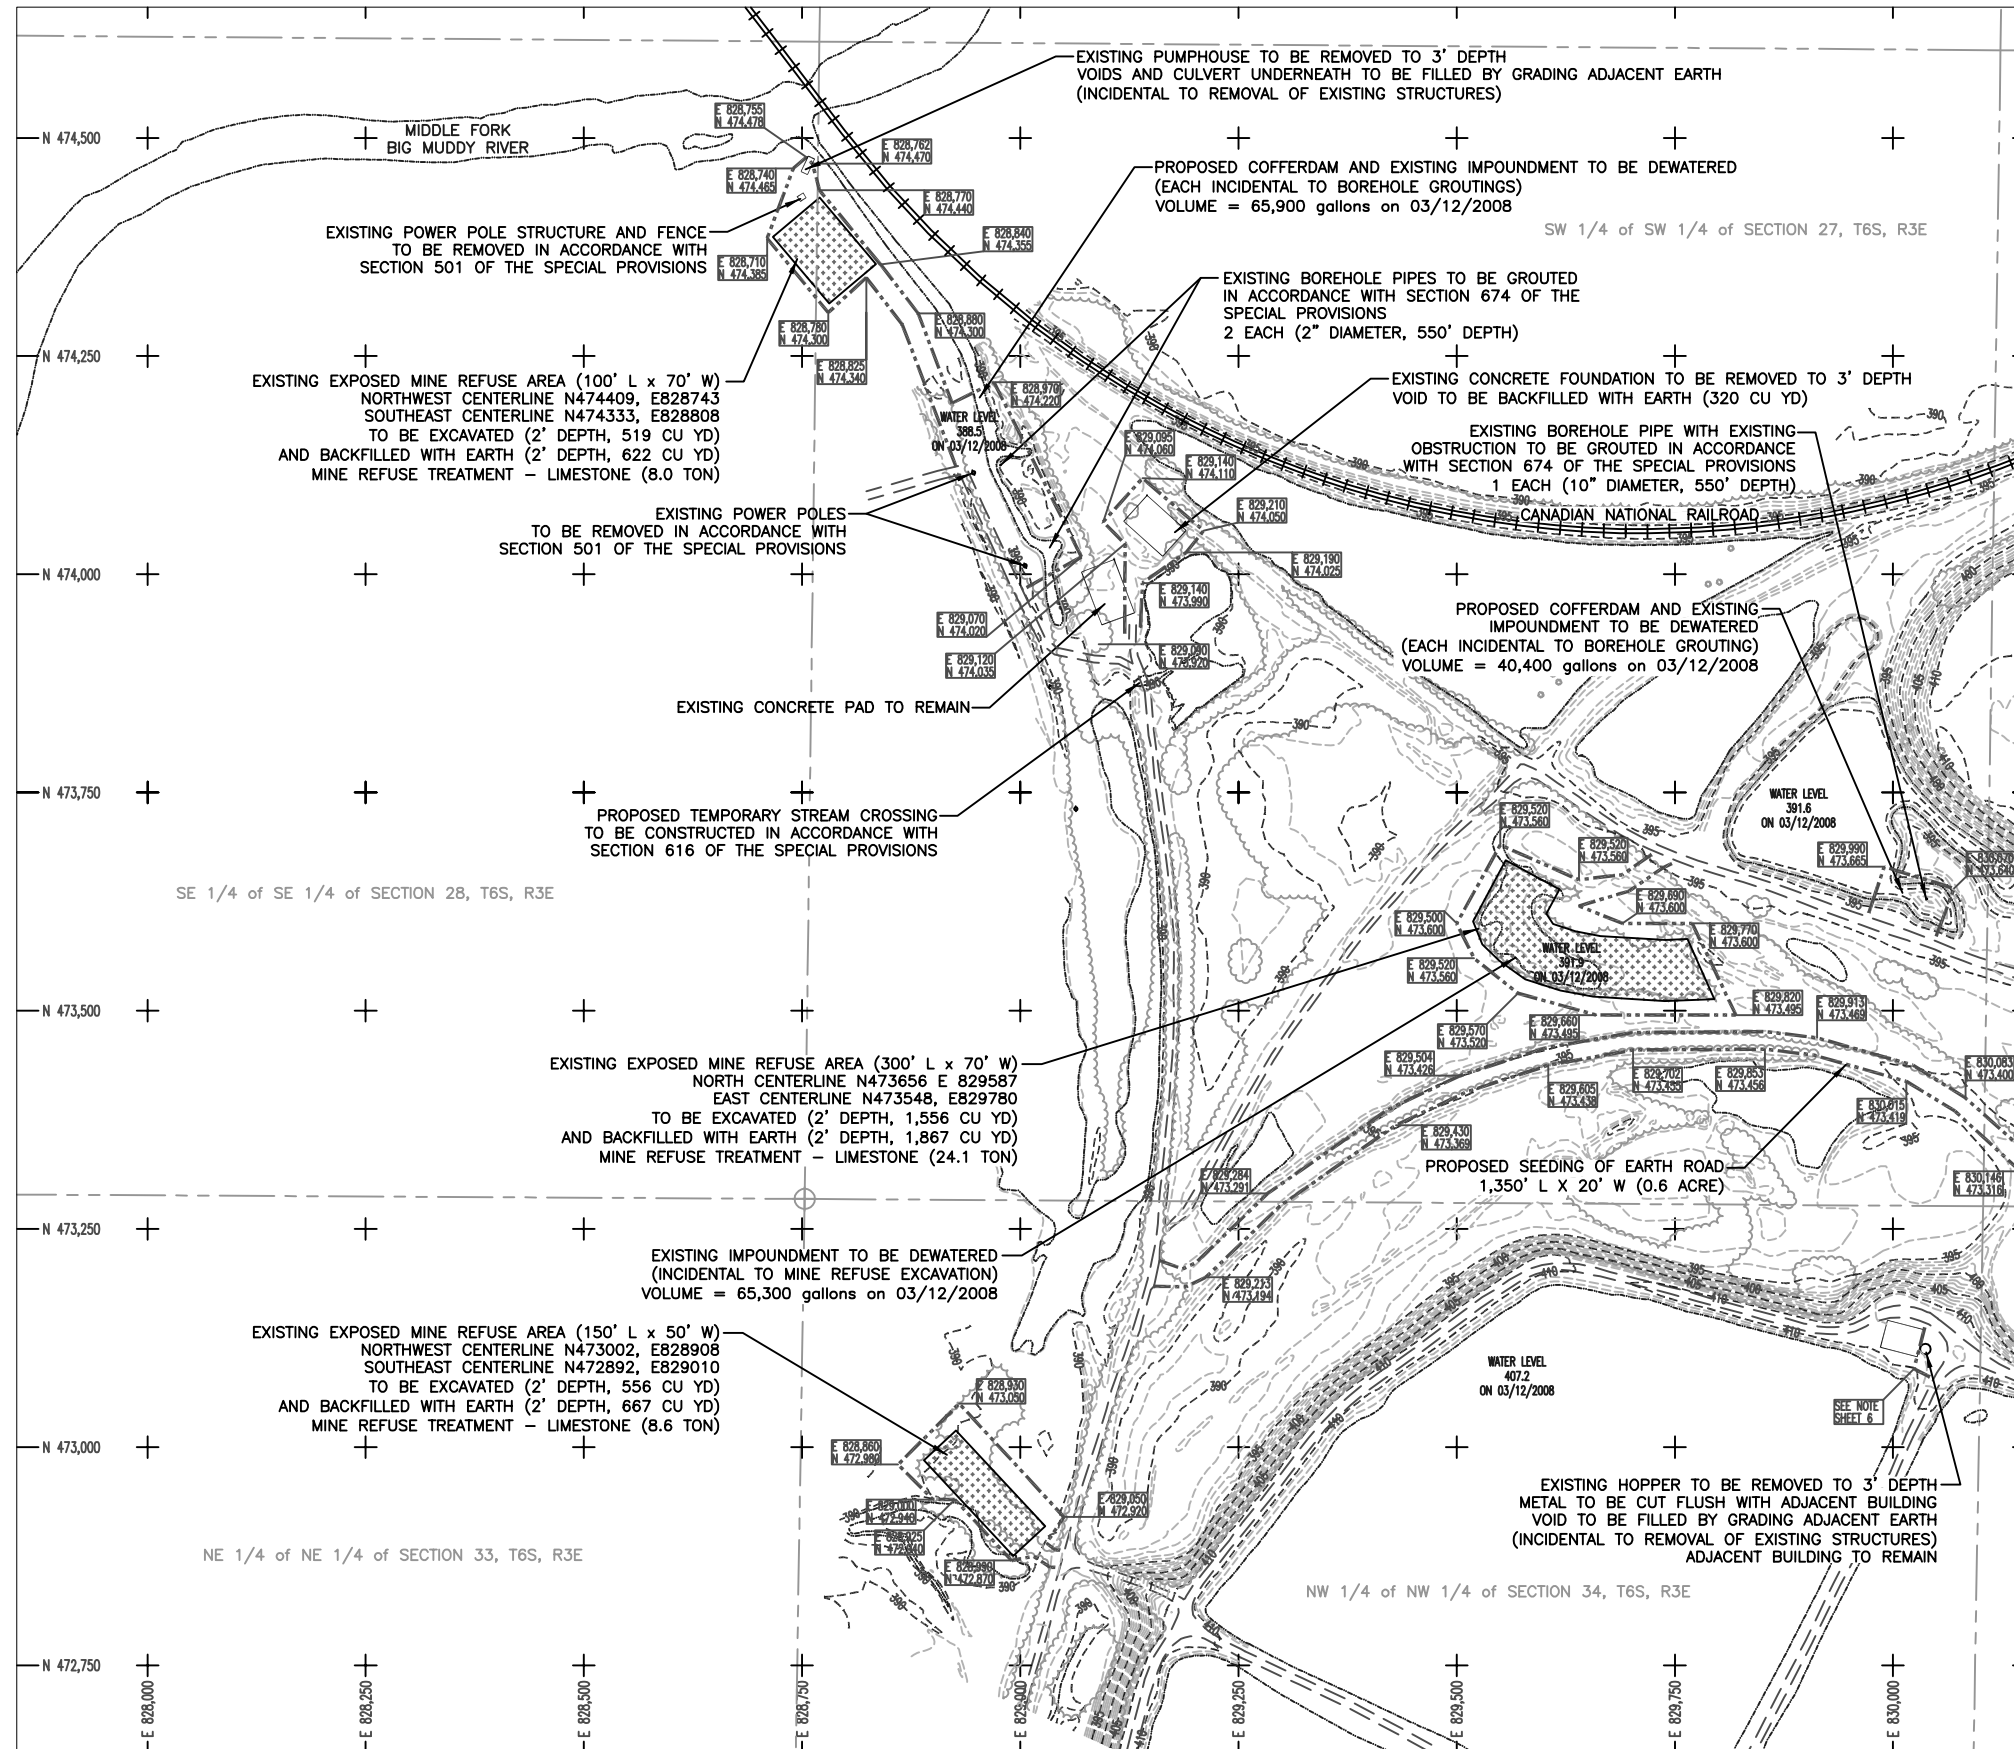 EXISTING PUMPHOUSE TO BE REMOVED TO 3' DEPTH
VOIDS AND CULVERT UNDERNEATH TO BE FILLED BY GRADING ADJACENT EARTH
(INCIDENTAL TO REMOVAL OF EXISTING STRUCTURES)
E 828,755
N 474,478
N 474,500
MIDDLE FORK
BIG MUDDY RIVER
E 828,762
N 474,470
E 828,740
N 474,465
PROPOSED COFFERDAM AND EXISTING IMPOUNDMENT TO BE DEWATERED
(EACH INCIDENTAL TO BOREHOLE GROUTINGS)
VOLUME = 65,900 gallons on 03/12/2008
E 828,770
N 474,440
EXISTING POWER POLE STRUCTURE AND FENCE
TO BE REMOVED IN ACCORDANCE WITH
SECTION 501 OF THE SPECIAL PROVISIONS
E 828,840
N 474,355
SW 1/4 of SW 1/4 of SECTION 27, T6S, R3E
E 828,710
N 474,385
EXISTING BOREHOLE PIPES TO BE GROUTED
IN ACCORDANCE WITH SECTION 674 OF THE
SPECIAL PROVISIONS
2 EACH (2" DIAMETER, 550' DEPTH)
E 828,780
N 474,300
E 828,880
N 474,300
N 474,250
E 828,825
N 474,340
EXISTING EXPOSED MINE REFUSE AREA (100' L x 70' W)
NORTHWEST CENTERLINE N474409, E828743
SOUTHEAST CENTERLINE N474333, E828808
TO BE EXCAVATED (2' DEPTH, 519 CU YD)
AND BACKFILLED WITH EARTH (2' DEPTH, 622 CU YD)
MINE REFUSE TREATMENT – LIMESTONE (8.0 TON)
E 828,970
N 474,220
WATER LEVEL
388.5
ON 03/12/2008
EXISTING CONCRETE FOUNDATION TO BE REMOVED TO 3' DEPTH
VOID TO BE BACKFILLED WITH EARTH (320 CU YD)
E 829,095
N 474,060
E 829,140
N 474,110
EXISTING BOREHOLE PIPE WITH EXISTING
OBSTRUCTION TO BE GROUTED IN ACCORDANCE
WITH SECTION 674 OF THE SPECIAL PROVISIONS
1 EACH (10" DIAMETER, 550' DEPTH)
CANADIAN NATIONAL RAILROAD
EXISTING POWER POLES
TO BE REMOVED IN ACCORDANCE WITH
SECTION 501 OF THE SPECIAL PROVISIONS
E 829,210
N 474,050
E 829,190
N 474,025
N 474,000
E 829,140
N 473,990
E 829,070
N 474,020
E 829,120
N 474,035
E 829,090
N 473,920
PROPOSED COFFERDAM AND EXISTING
IMPOUNDMENT TO BE DEWATERED
(EACH INCIDENTAL TO BOREHOLE GROUTING)
VOLUME = 40,400 gallons on 03/12/2008
EXISTING CONCRETE PAD TO REMAIN
N 473,750
PROPOSED TEMPORARY STREAM CROSSING
TO BE CONSTRUCTED IN ACCORDANCE WITH
SECTION 616 OF THE SPECIAL PROVISIONS
WATER LEVEL
391.6
ON 03/12/2008
E 829,520
N 473,560
E 829,520
N 473,560
E 829,990
N 473,665
SE 1/4 of SE 1/4 of SECTION 28, T6S, R3E
E 829,690
N 473,600
E 829,500
N 473,600
E 829,770
N 473,600
E 829,520
N 473,560
WATER LEVEL
391.9
ON 03/12/2008
N 473,500
E 829,820
N 473,495
E 829,913
N 473,469
E 829,570
N 473,520
E 829,660
N 473,495
E 829,504
N 473,426
E 829,605
N 473,438
E 829,702
E 829,853
N 473,456
E 830,083
N 473,400
E 830,015
N 473,419
EXISTING EXPOSED MINE REFUSE AREA (300' L x 70' W)
NORTH CENTERLINE N473656 E 829587
EAST CENTERLINE N473548, E829780
TO BE EXCAVATED (2' DEPTH, 1,556 CU YD)
AND BACKFILLED WITH EARTH (2' DEPTH, 1,867 CU YD)
MINE REFUSE TREATMENT – LIMESTONE (24.1 TON)
E 829,430
N 473,369
E 829,284
N 473,291
PROPOSED SEEDING OF EARTH ROAD
1,350' L X 20' W (0.6 ACRE)
E 830,146
N 473,316
N 473,250
EXISTING IMPOUNDMENT TO BE DEWATERED
(INCIDENTAL TO MINE REFUSE EXCAVATION)
VOLUME = 65,300 gallons on 03/12/2008
E 829,213
N 473,194
EXISTING EXPOSED MINE REFUSE AREA (150' L x 50' W)
NORTHWEST CENTERLINE N473002, E828908
SOUTHEAST CENTERLINE N472892, E829010
TO BE EXCAVATED (2' DEPTH, 556 CU YD)
AND BACKFILLED WITH EARTH (2' DEPTH, 667 CU YD)
MINE REFUSE TREATMENT – LIMESTONE (8.6 TON)
WATER LEVEL
407.2
ON 03/12/2008
E 828,930
N 473,050
SEE NOTE
SHEET 6
N 473,000
E 828,860
N 472,980
E 829,050
N 472,920
E 829,000
N 472,940
N 472,870
EXISTING HOPPER TO BE REMOVED TO 3' DEPTH
METAL TO BE CUT FLUSH WITH ADJACENT BUILDING
VOID TO BE FILLED BY GRADING ADJACENT EARTH
(INCIDENTAL TO REMOVAL OF EXISTING STRUCTURES)
ADJACENT BUILDING TO REMAIN
NE 1/4 of NE 1/4 of SECTION 33, T6S, R3E
NW 1/4 of NW 1/4 of SECTION 34, T6S, R3E
N 472,750
E 828,000
E 828,250
E 828,500
E 828,750
E 829,000
E 829,250
E 829,500
E 829,750
E 830,000